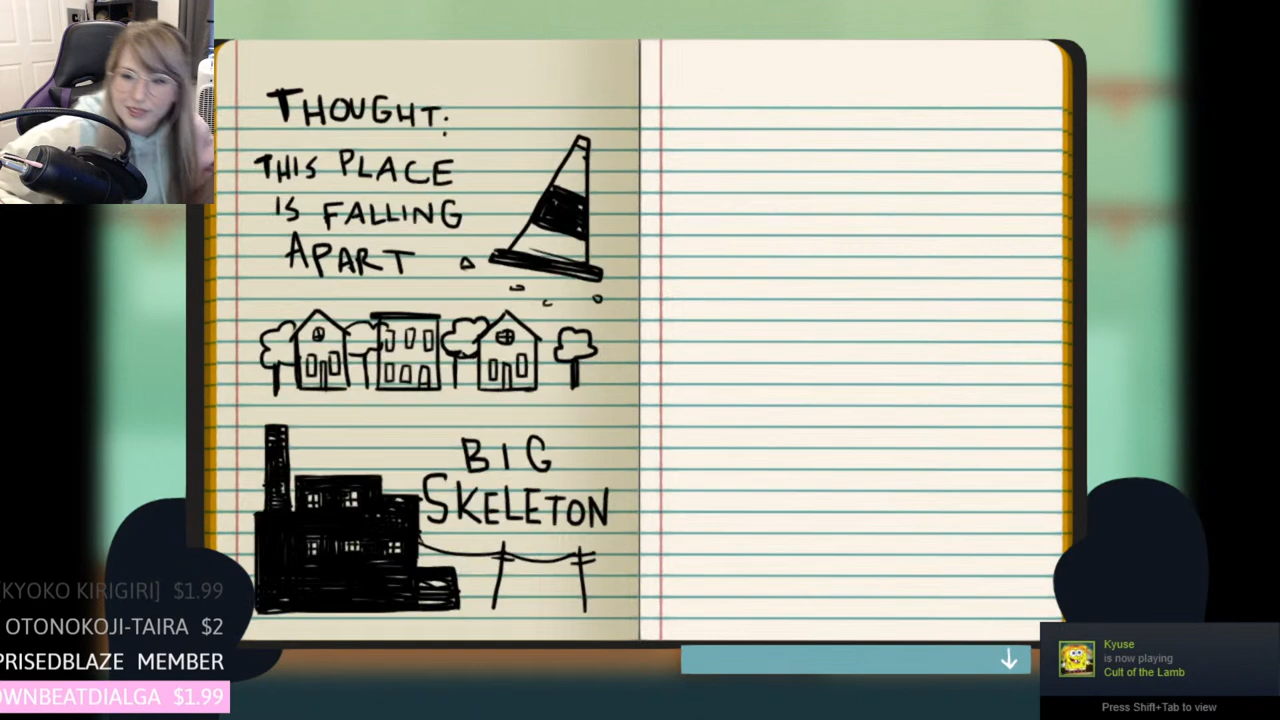 THOUGHT:
THIS PLACE
IS FALLING
APART
BIG
SKELETON
[KYOKO KIRIGIRI] $1.99
OTONOKOJI-TAIRA $2
PRISEDBLAZE MEMBER
OWNBEATDIALGA $1.99
Kyuse
is now playing
Cult of the Lamb
Press Shift+Tab to view